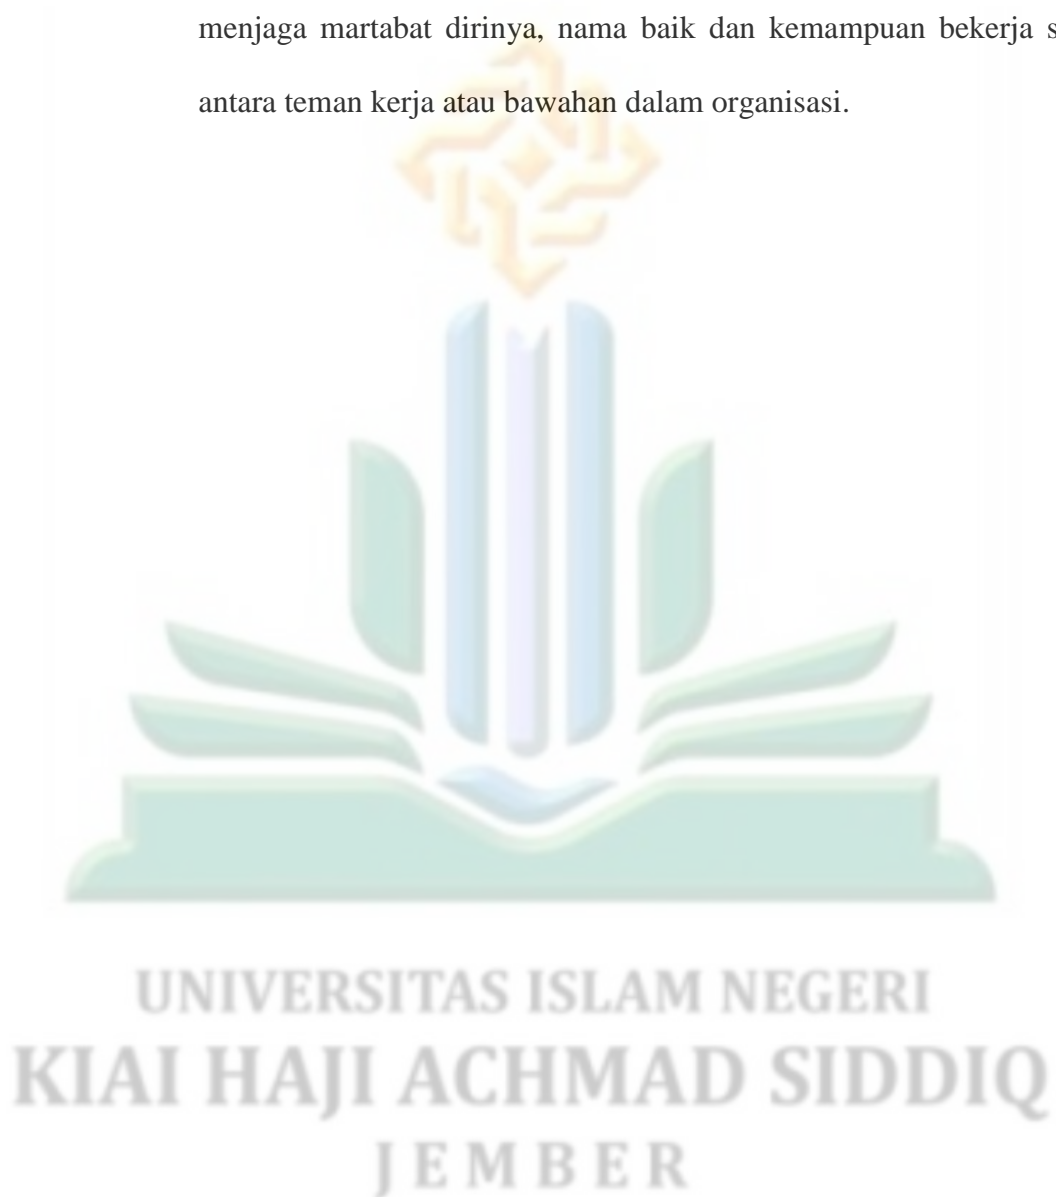 menjaga martabat dirinya, nama baik dan kemampuan bekerja s
antara teman kerja atau bawahan dalam organisasi.
UNIVERSITAS ISLAM NEGERI
KIAI HAJI ACHMAD SIDDIQ
JEMBER